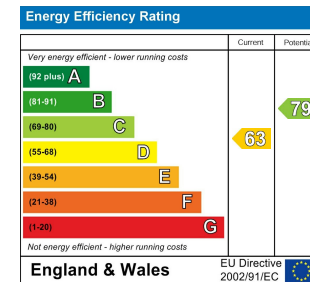 Energy Efficiency Rating
Current Potentia
Very energy efficient - lower running costs
(92 plus) A
(81-91) B
(69-80) C
(55-68) D
(39-54) E
(21-38) F
(1-20) G
63
79
Not energy efficient - higher running costs
England & Wales
EU Directive
2002/91/EC